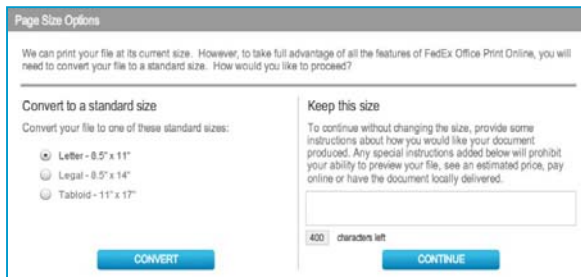 Page Size Options
We can print your file at its current size. However, to take full advantage of all the features of FedEx Office Print Online, you will
need to convert your file to a standard size. How would you like to proceed?
Convert to a standard size
Convert your file to one of these standard sizes:
Letter - 8.5" x 11"
Legal - 8.5" x 14"
Tabloid - 11" x 17"
CONVERT
Keep this size
To continue without changing the size, provide some
instructions about how you would like your document
produced. Any special instructions added below will prohibit
your ability to preview your file, see an estimated price, pay
online or have the document locally delivered.
400 characters left
CONTINUE